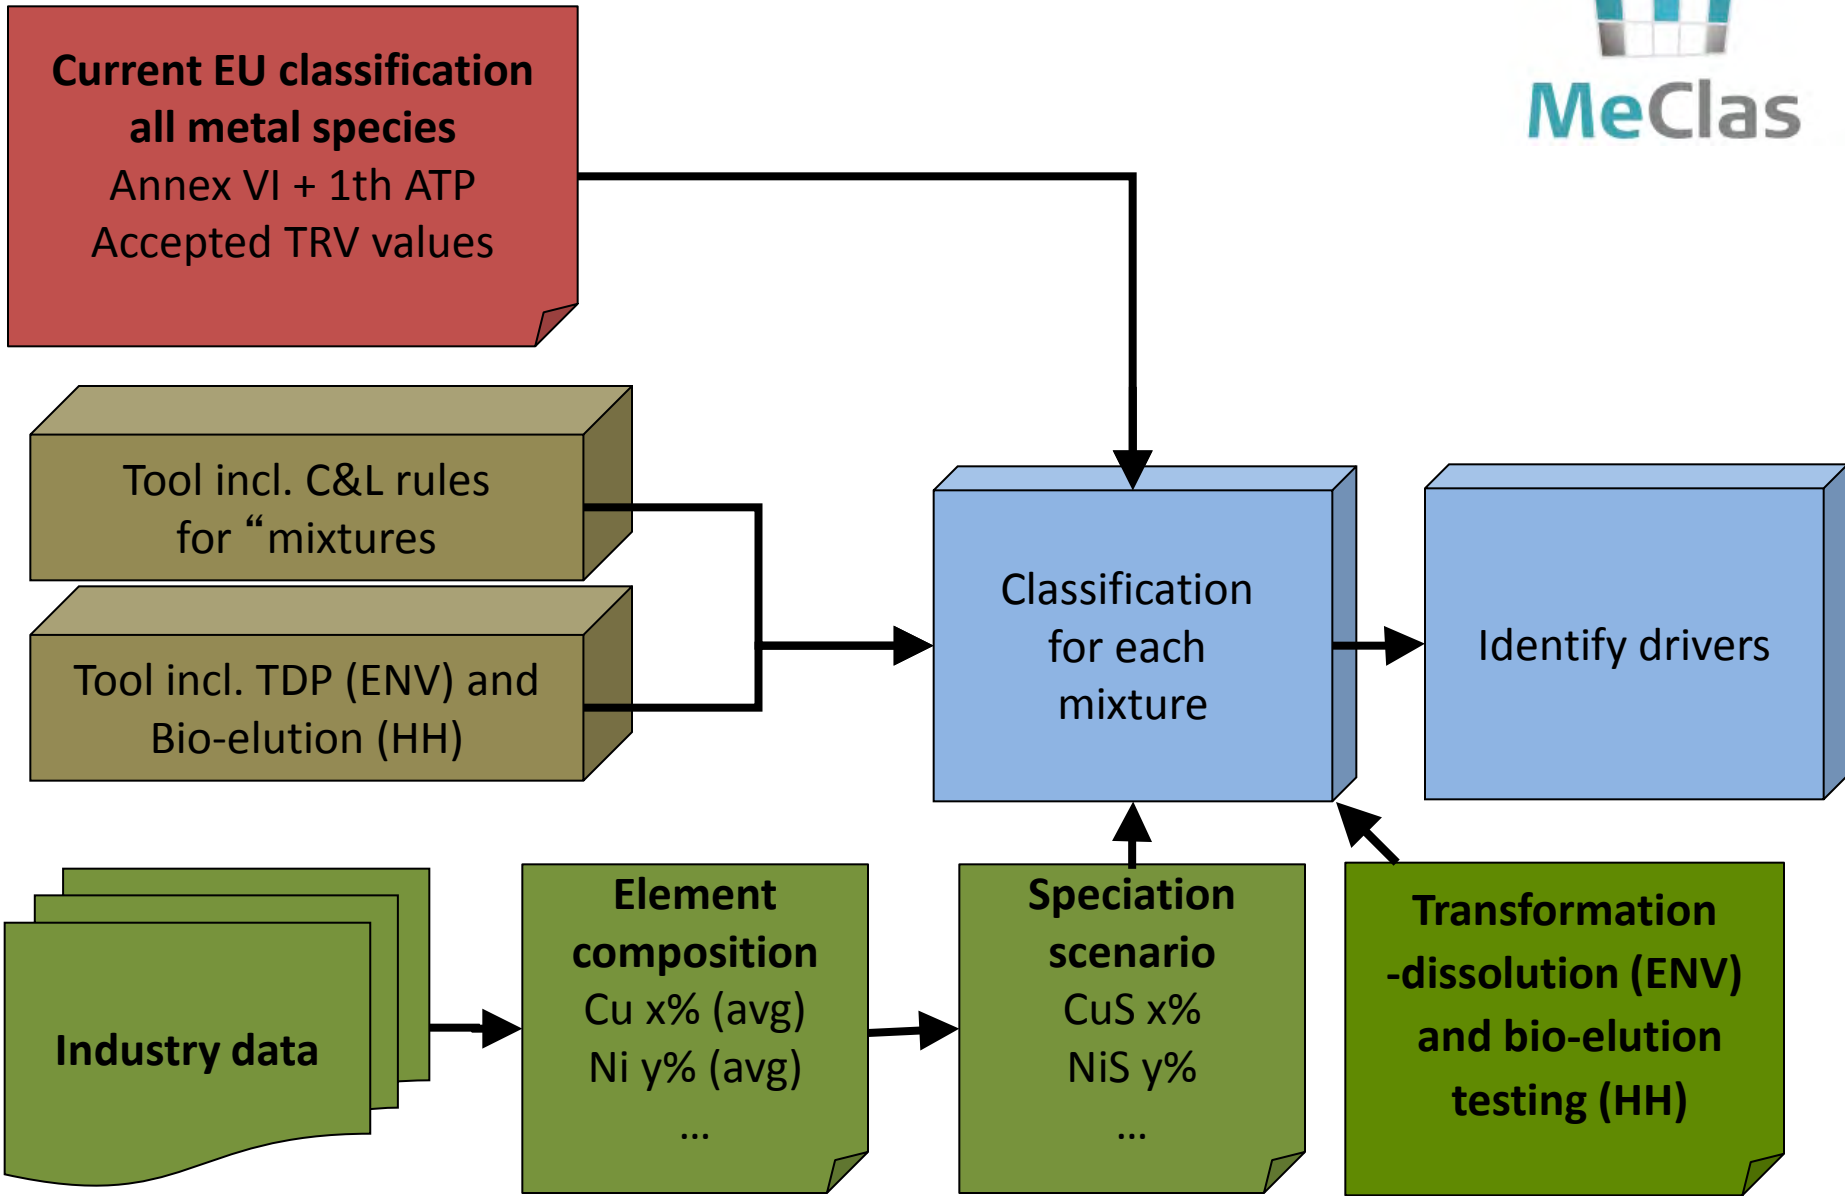 Current EU classification
all metal species
Annex VI + 1th ATP
Accepted TRV values
MeClas
Tool incl. C&L rules
for “mixtures
Tool incl. TDP (ENV) and
Bio-elution (HH)
Classification
for each
mixture
Identify drivers
Industry data
Element
composition
Cu x% (avg)
Ni y% (avg)
...
Speciation
scenario
CuS x%
NiS y%
...
Transformation
-dissolution (ENV)
and bio-elution
testing (HH)